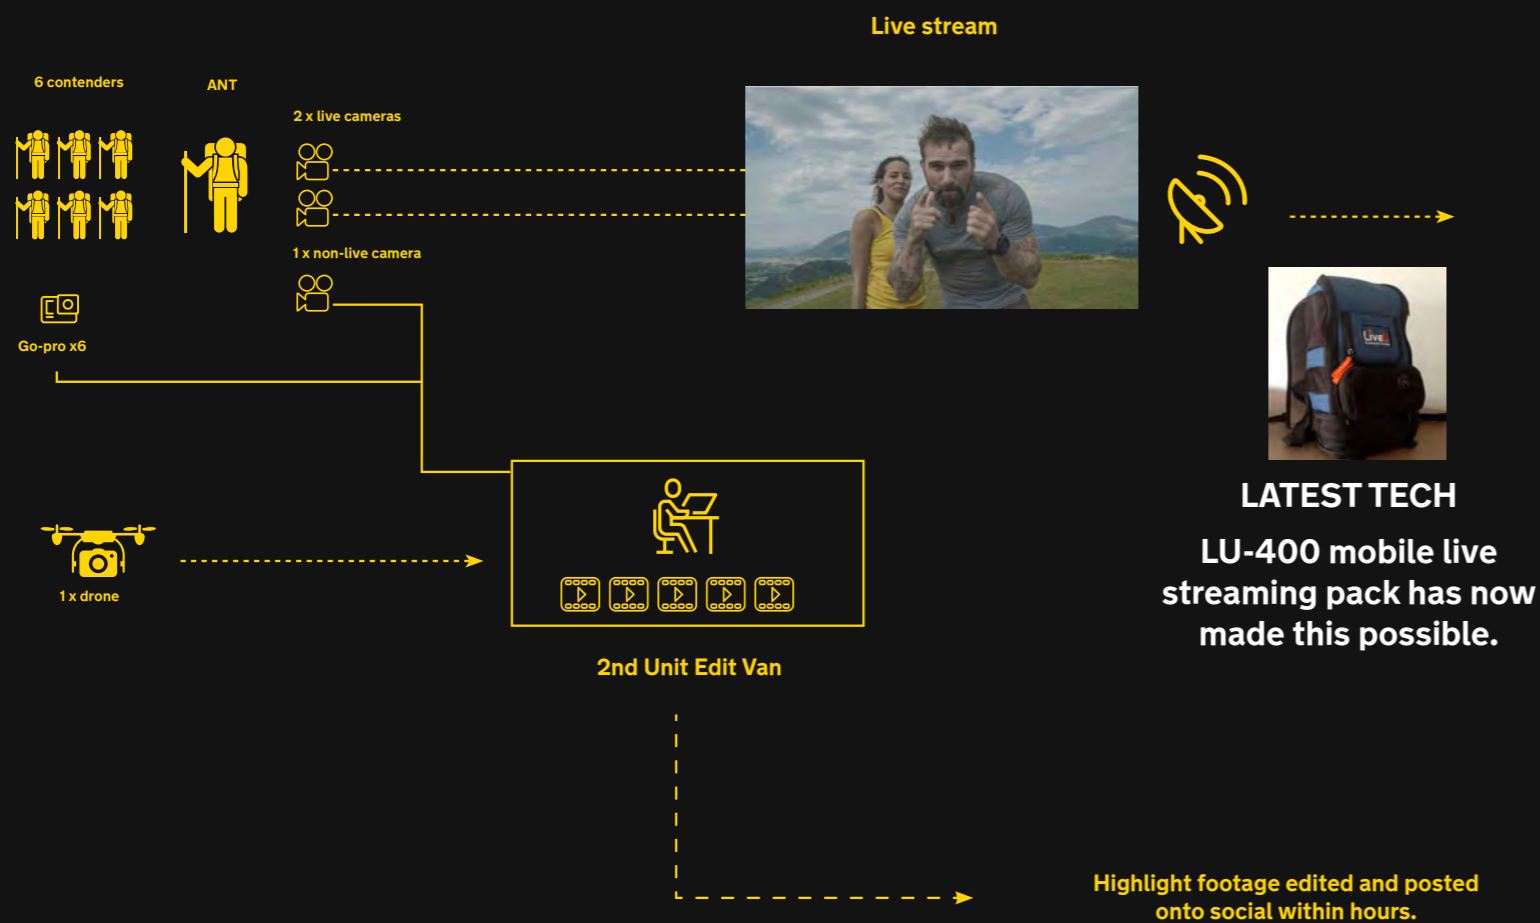 Live stream
6 contenders
ANT
2 x live cameras
1 x non-live camera
Go-pro x6
LiveU
LATEST TECH
LU-400 mobile live
streaming pack has now
made this possible.
1 x drone
2nd Unit Edit Van
Highlight footage edited and posted
onto social within hours.